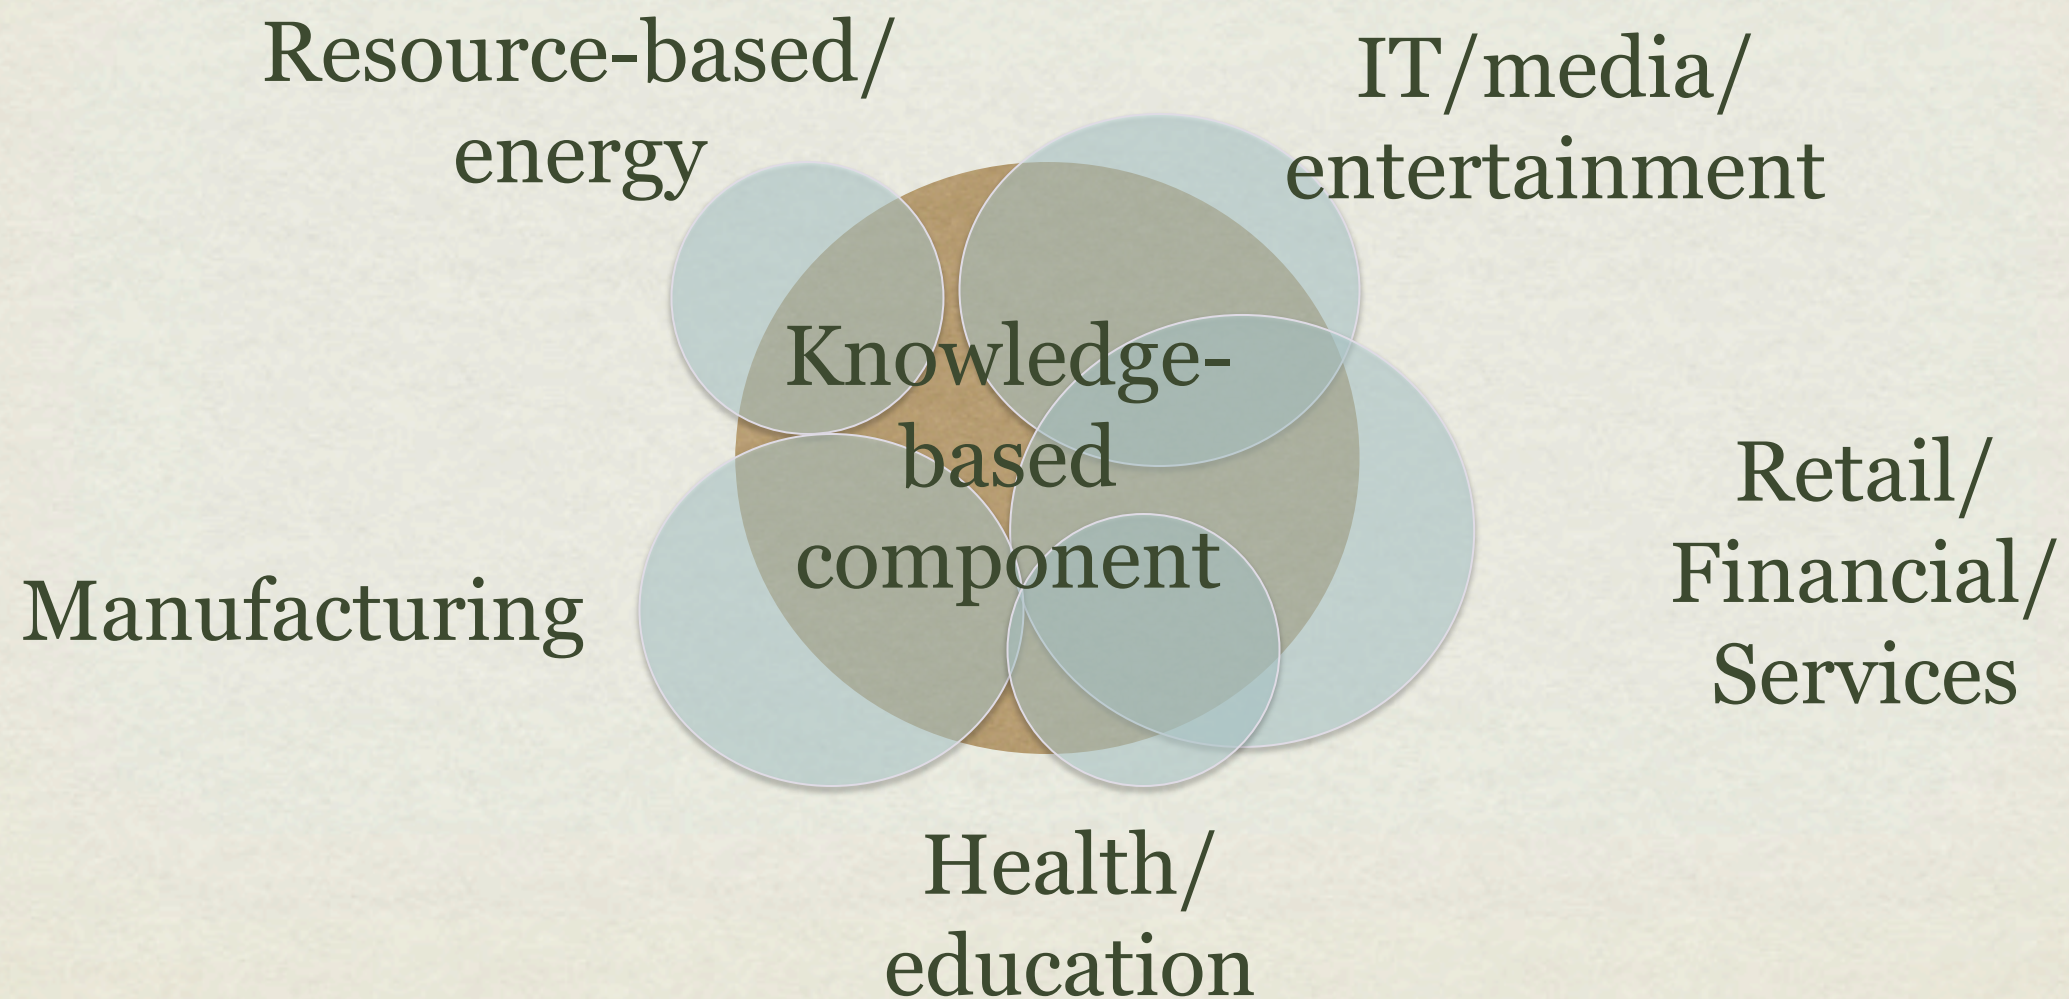 Resource-based/
energy
IT/media/
entertainment
Knowledge-
based
component
Retail/
Financial/
Services
Manufacturing
Health/
education